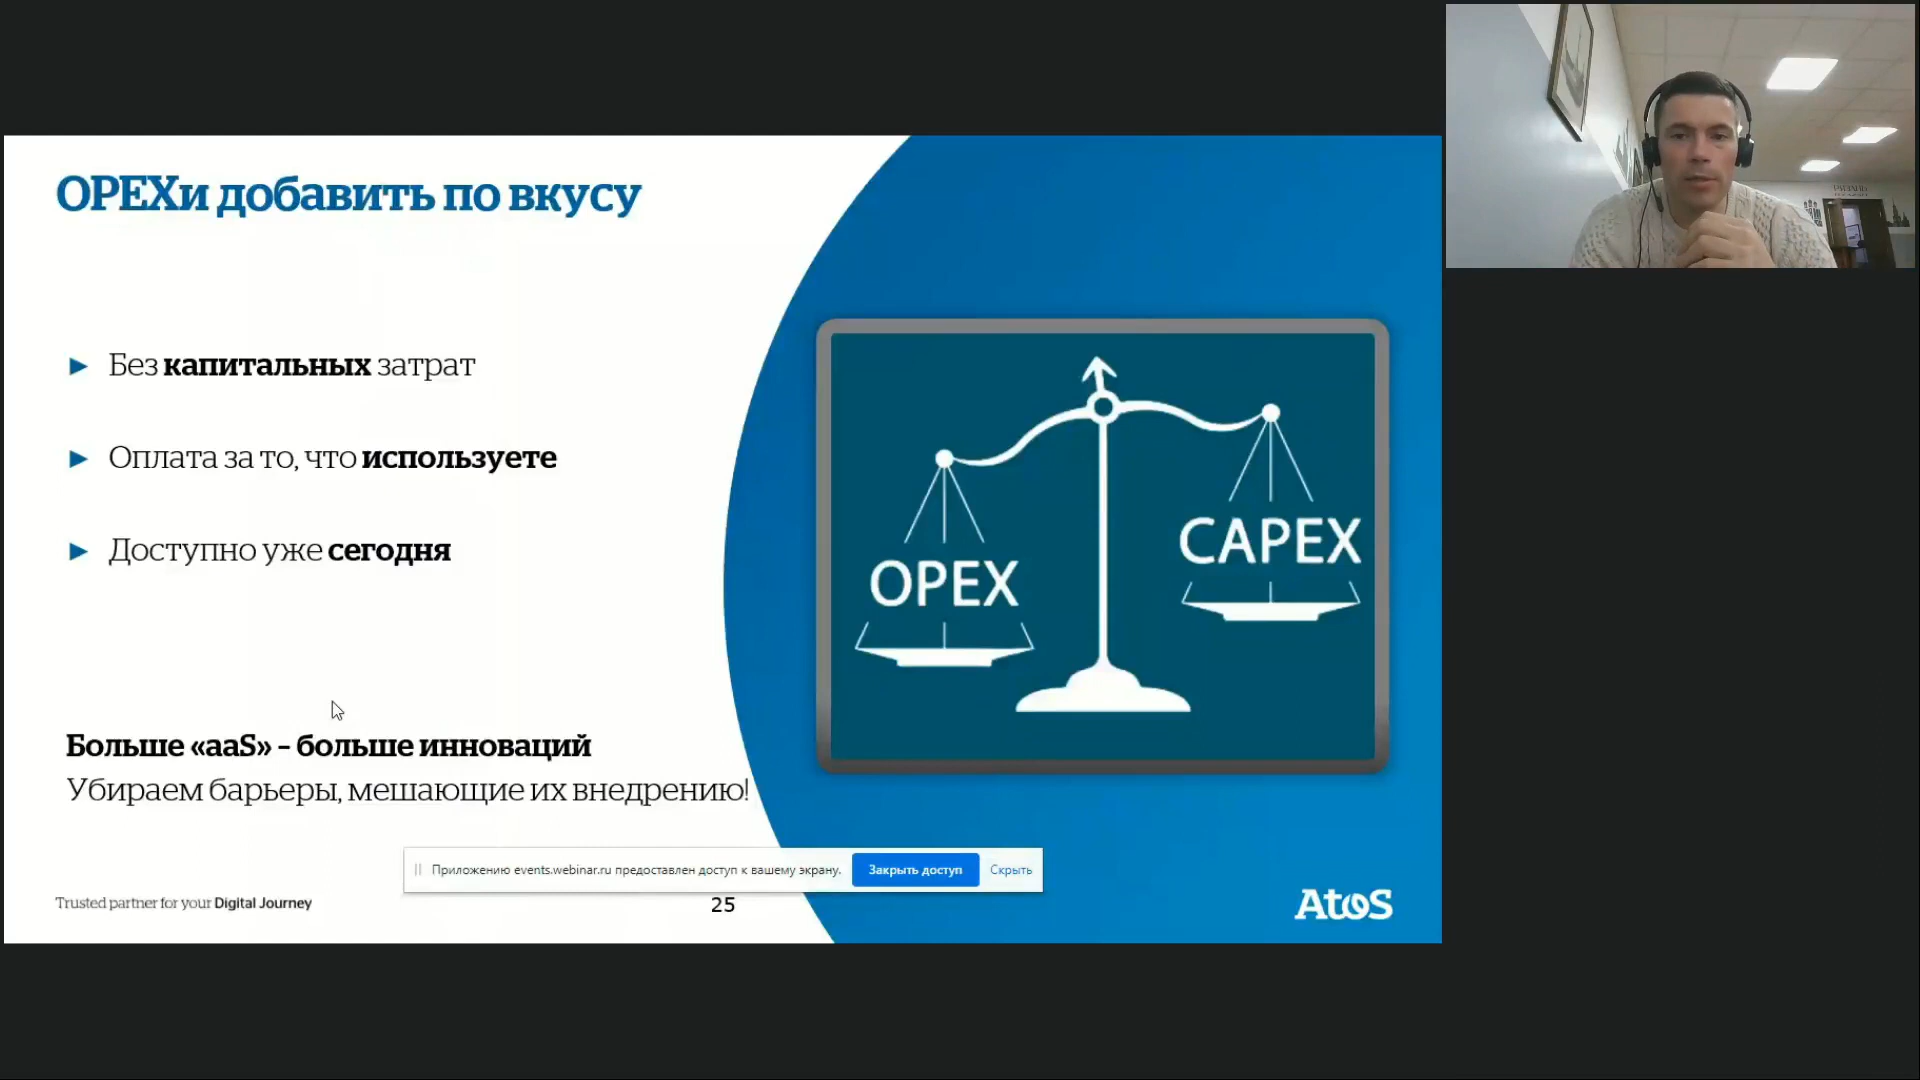 OPEXи добавить по вкусу
Без капитальных затрат
Оплата за то, что используете
Доступно уже сегодня
OPEX
CAPEX
Больше «aaS» – больше инноваций
Убираем барьеры, мешающие их внедрению!
Приложению events.webinar.ru предоставлен доступ к вашему экрану.
Закрыть доступ
Скрыть
Trusted partner for your Digital Journey
25
Atos